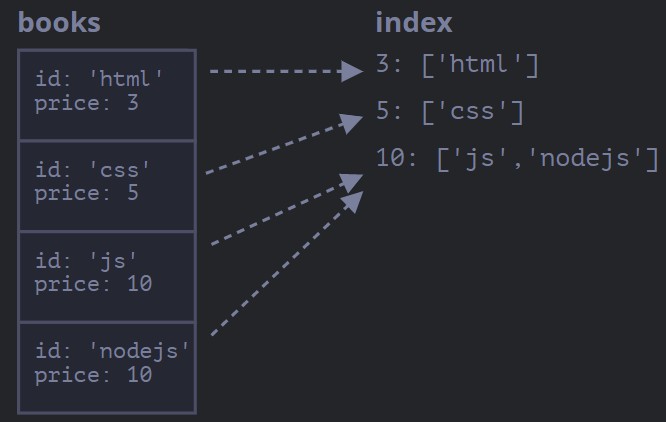 books
id: 'html'
price: 3
id: 'css'
price: 5
id: 'js'
price: 10
id: 'nodejs'
price: 10
index
3: ['html']
5: ['css']
10: ['js','nodejs']